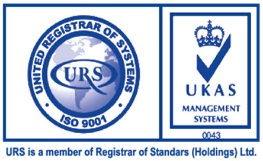 UNITED REGISTRAR OF SYSTEMS
URS
• ISO 9001 •
UKAS
MANAGEMENT
SYSTEMS
0043
URS is a member of Registrar of Standars (Holdings) Ltd.